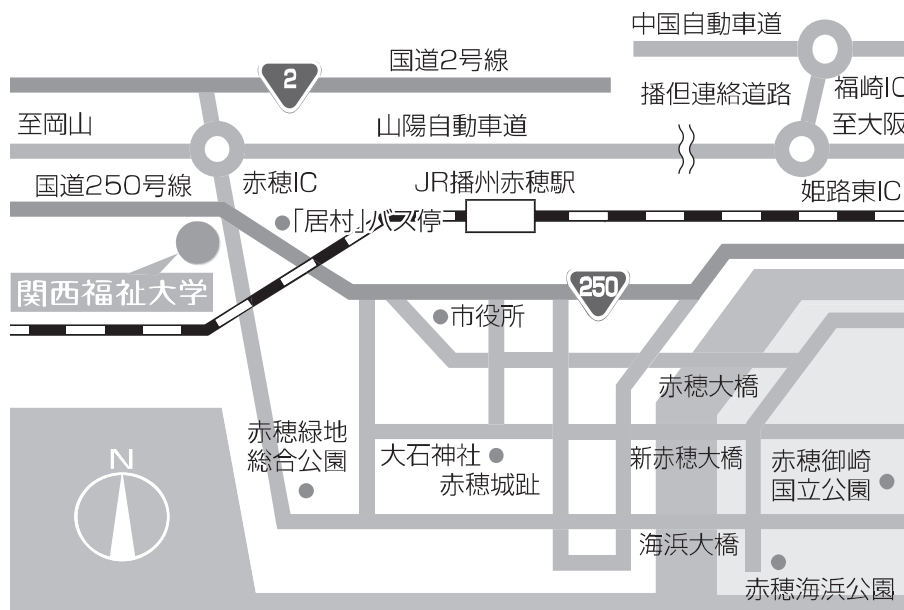 中国自動車道
国道2号線
2
播但連絡道路
福崎IC
至岡山
山陽自動車道
至大阪
国道250号線
赤穂IC
JR播州赤穂駅
姫路東IC
「居村」バス停
関西福祉大学
250
市役所
赤穂大橋
赤穂緑地
総合公園
大石神社
赤穂城趾
新赤穂大橋
赤穂御崎
国立公園
N
海浜大橋
赤穂海浜公園